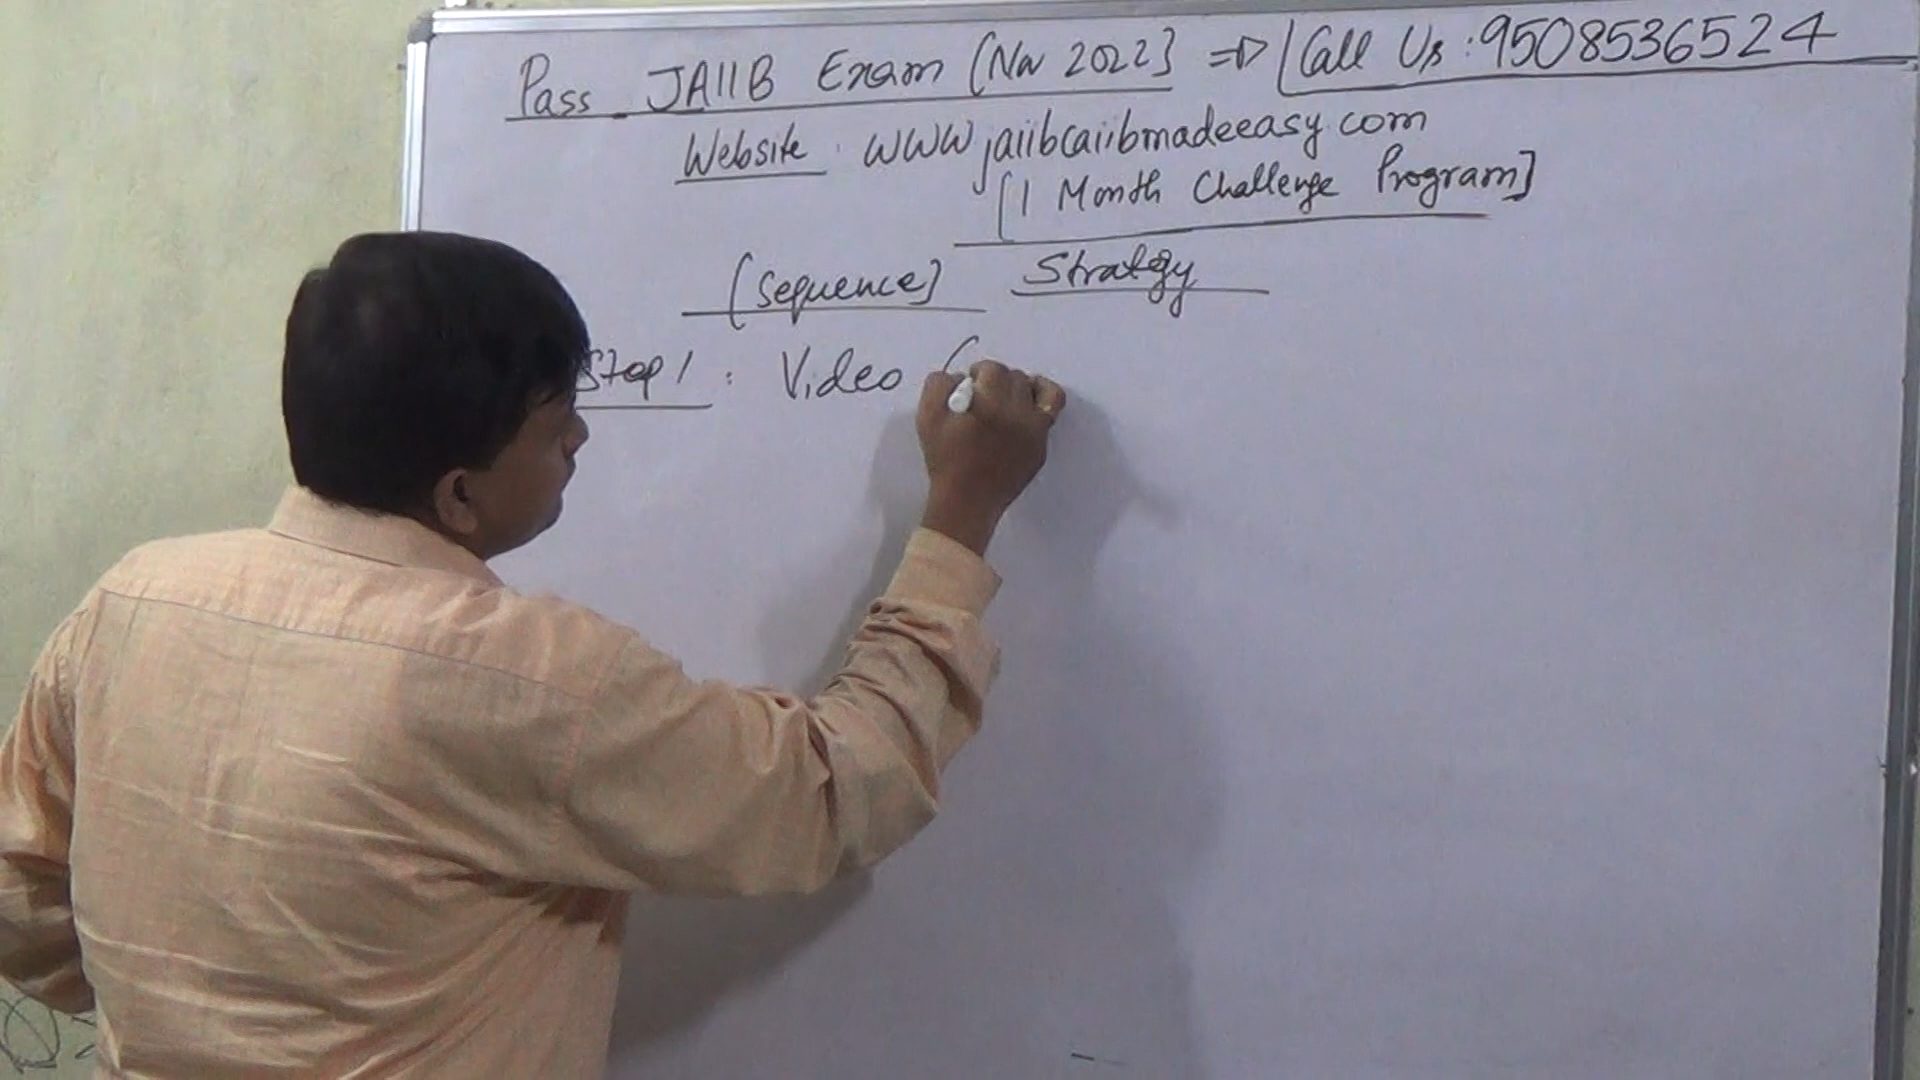 Pass JAIIB Exam (Nov 2022] ⇒ Call Us : 9508536524
Website : www.jaiibcaiibmadeeasy.com
[1 Month Challenge Program]
[Sequence] Strategy
Step 1 : Video (